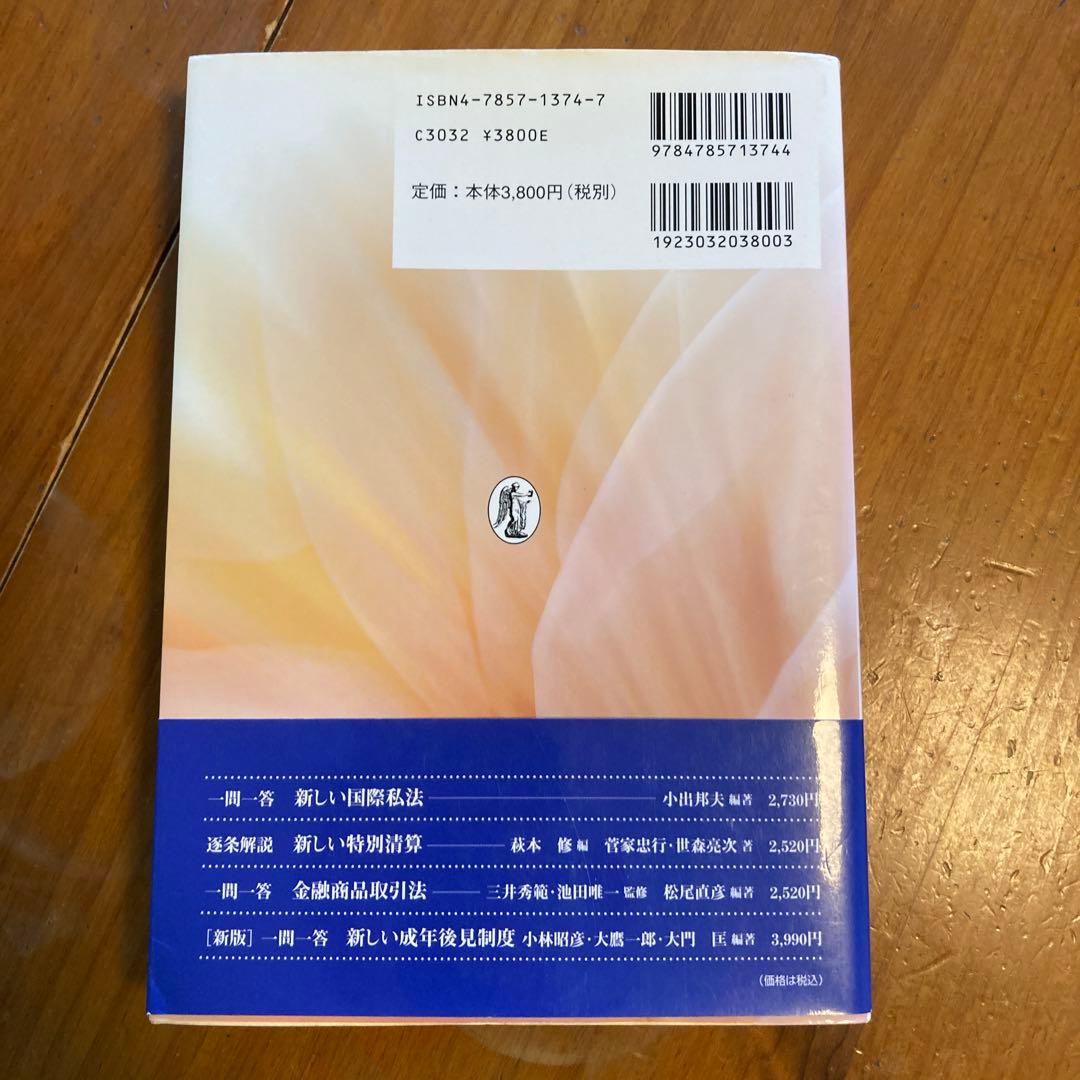 ISBN4-7857-1374-7
C3032 ¥3800E
定価：本体3,800円（税別）
9784785713744
1923032038003
一問一答 新しい国際私法 小出邦夫 編著 2,730円
逐条解説 新しい特別清算 萩本 修 編 菅家忠行・世森亮次 著 2,520円
一問一答 金融商品取引法 三井秀範・池田唯一 監修 松尾直彦 編著 2,520円
［新版］一問一答 新しい成年後見制度 小林昭彦・大鷹一郎・大門 匡 編著 3,990円
（価格は税込）